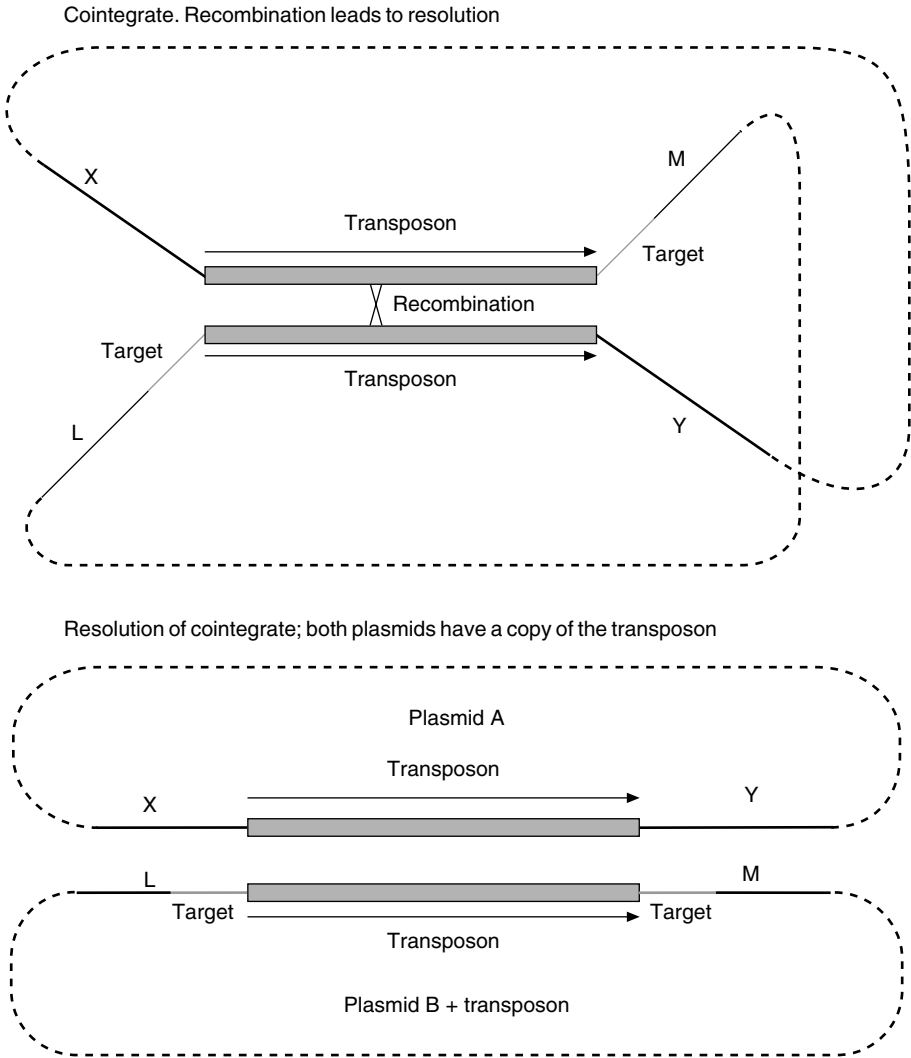 Cointegrate. Recombination leads to resolution
X
M
Transposon
Target
Recombination
Target
Transposon
L
Y
Resolution of cointegrate; both plasmids have a copy of the transposon
Plasmid A
Transposon
X
Y
L
M
Target
Target
Transposon
Plasmid B + transposon